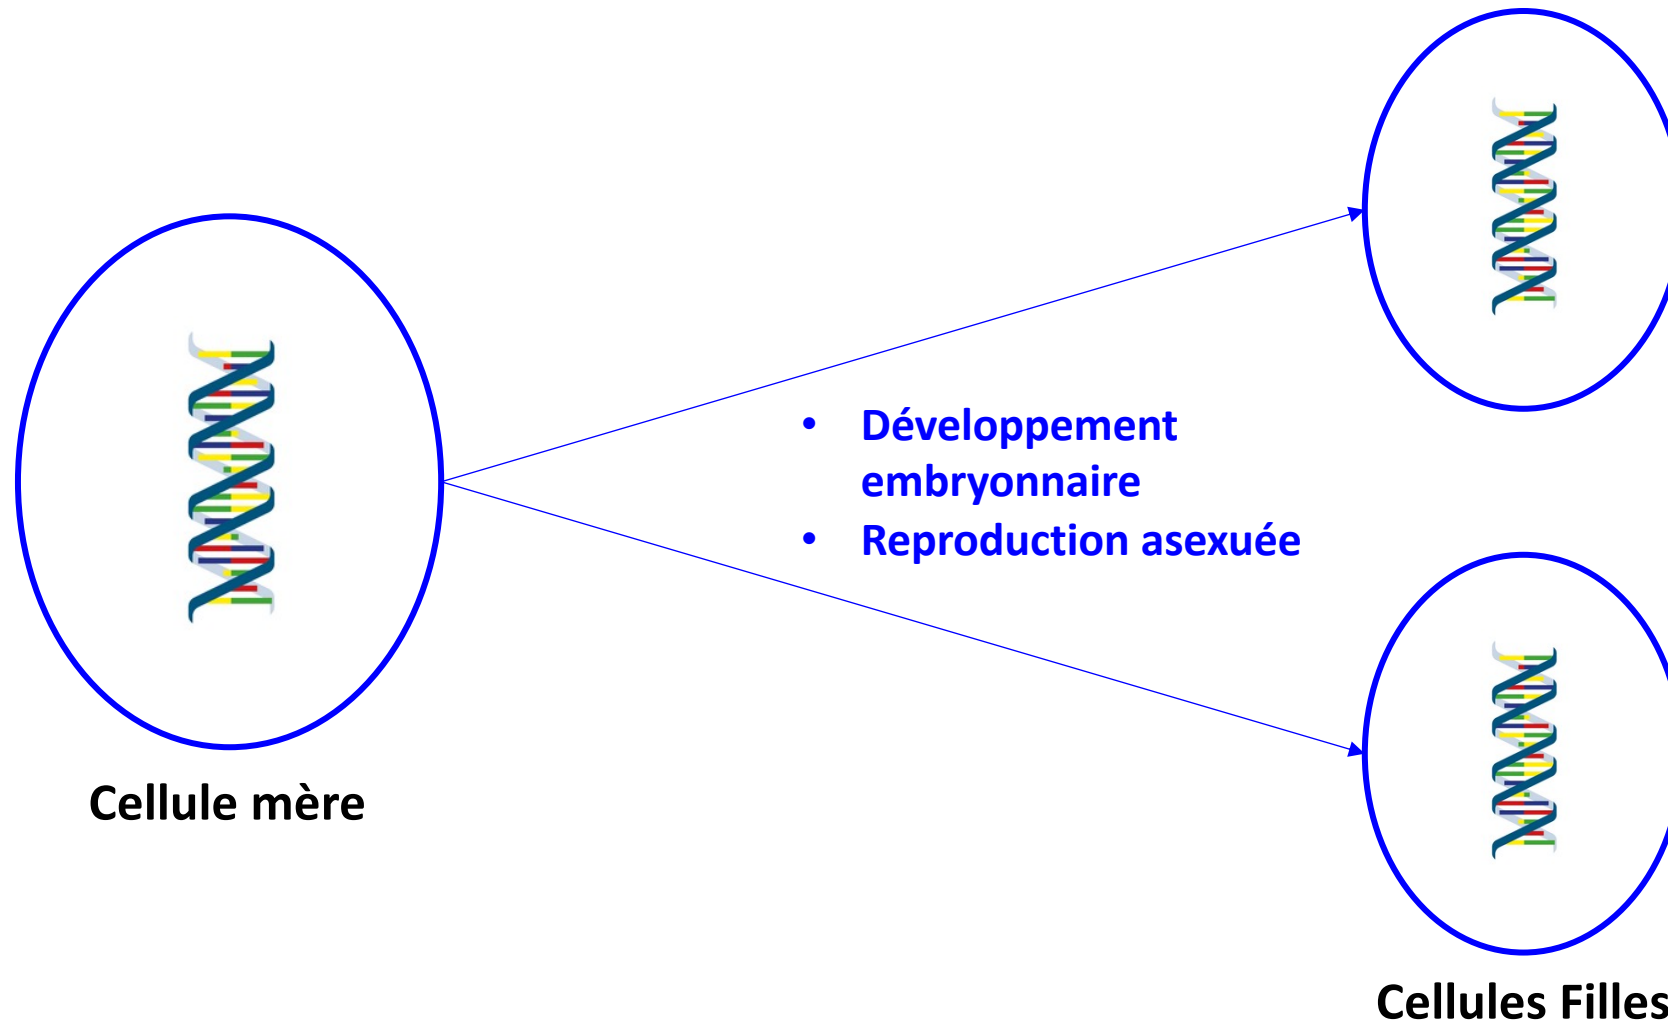 • Développement
embryonnaire
• Reproduction asexuée
Cellule mère
Cellules Filles